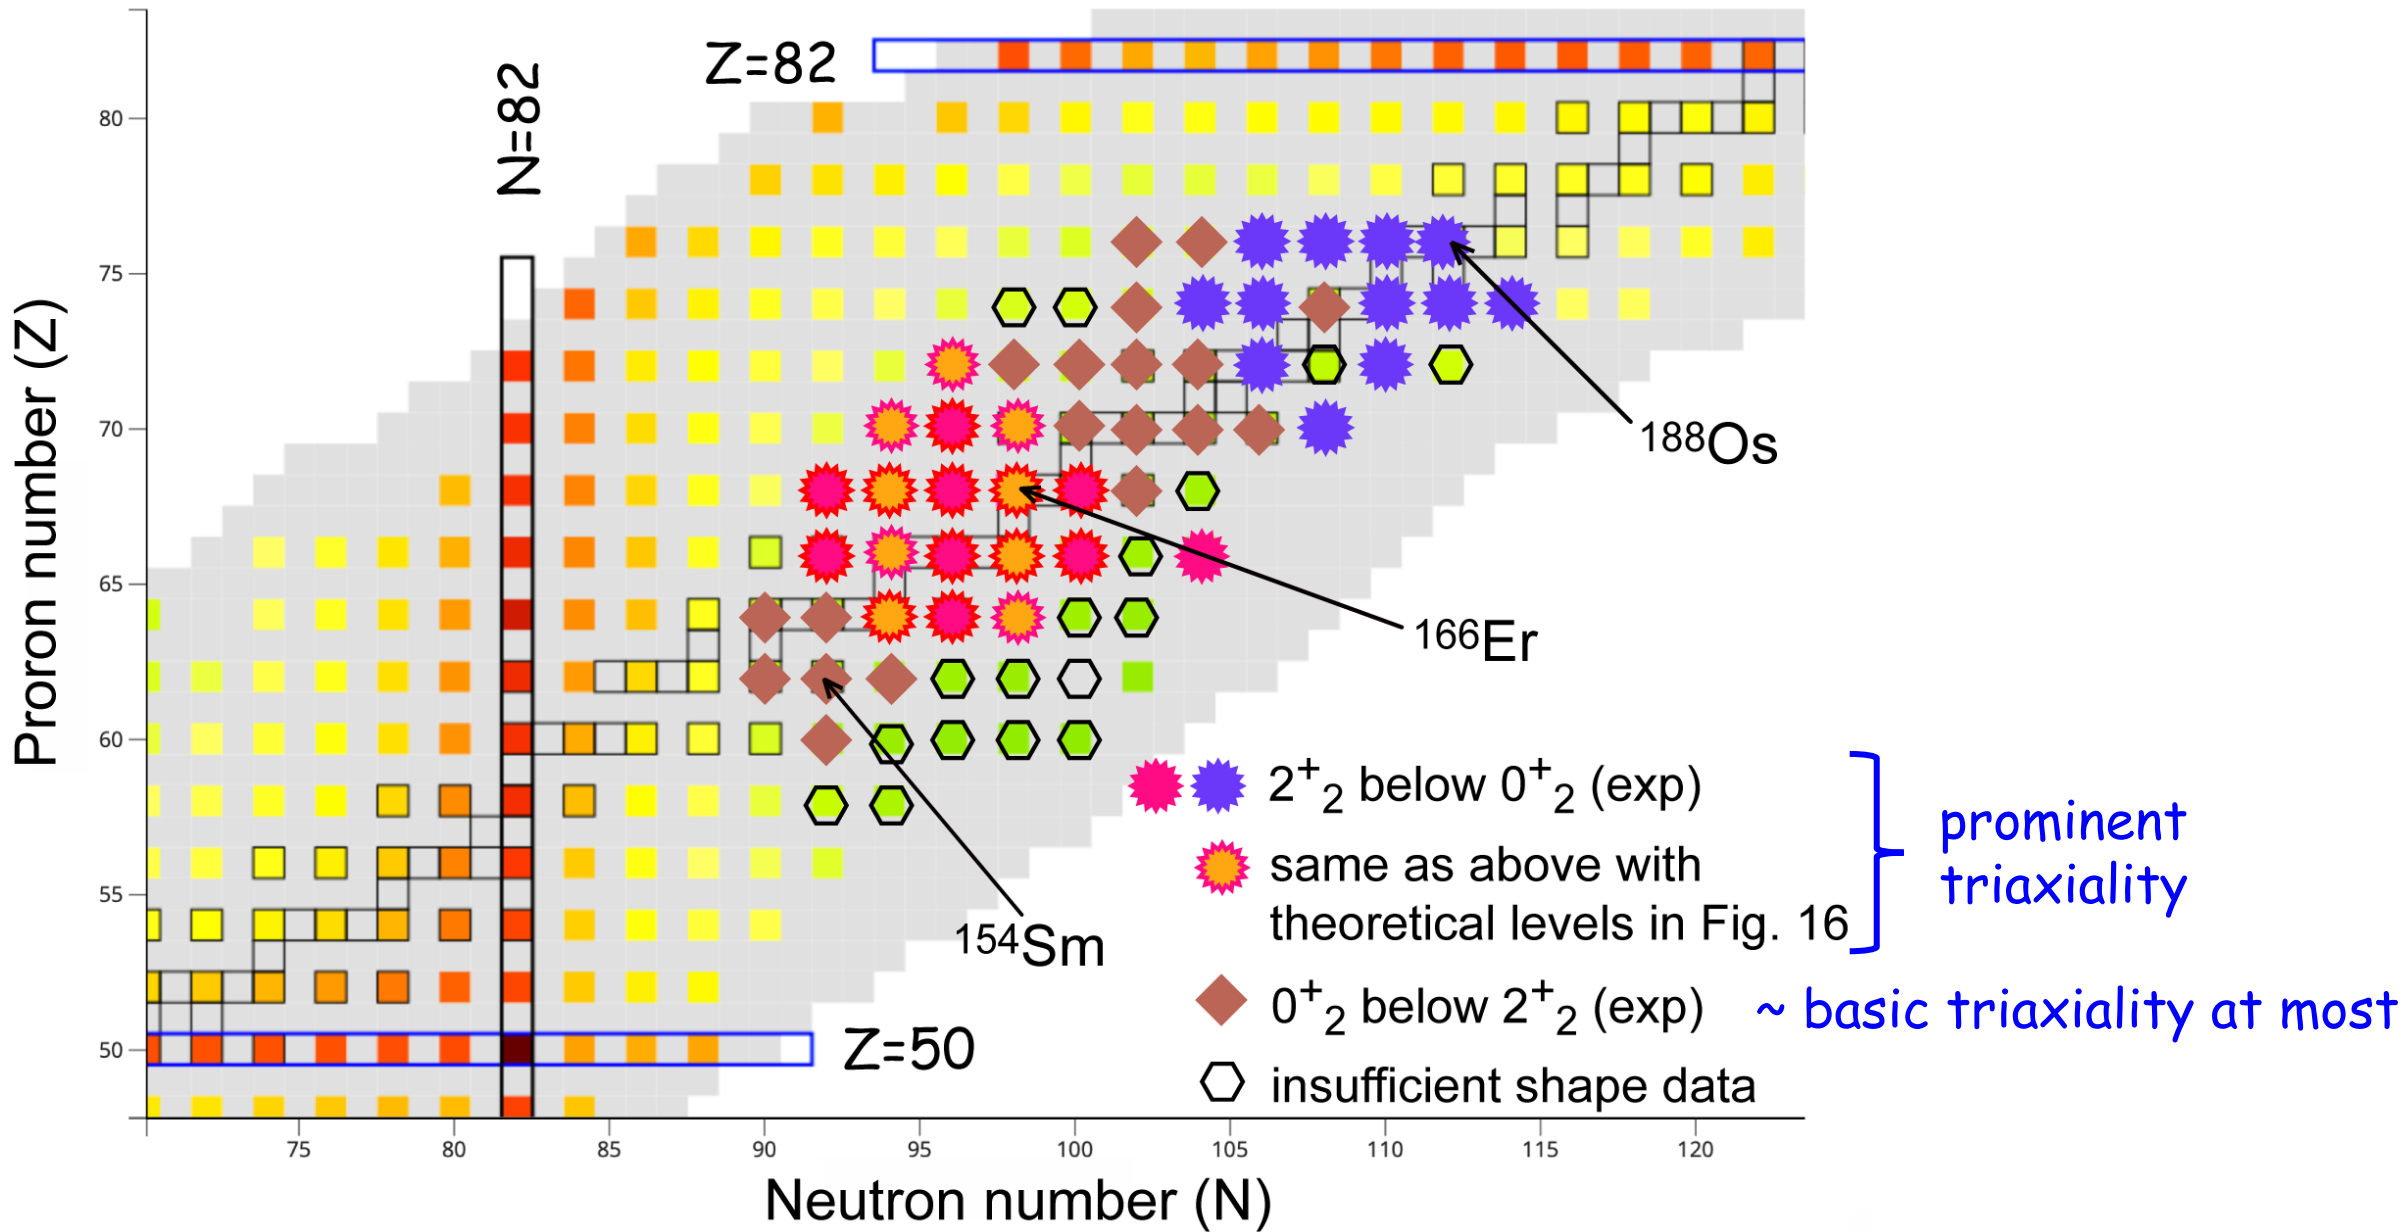 Z=82
N=82
80
75
70
65
60
55
50
Proron number (Z)
188Os
166Er
154Sm
2+2 below 0+2 (exp)
same as above with
theoretical levels in Fig. 16
prominent
triaxiality
0+2 below 2+2 (exp)
~ basic triaxiality at most
insufficient shape data
Z=50
75 80 85 90 95 100 105 110 115 120
Neutron number (N)